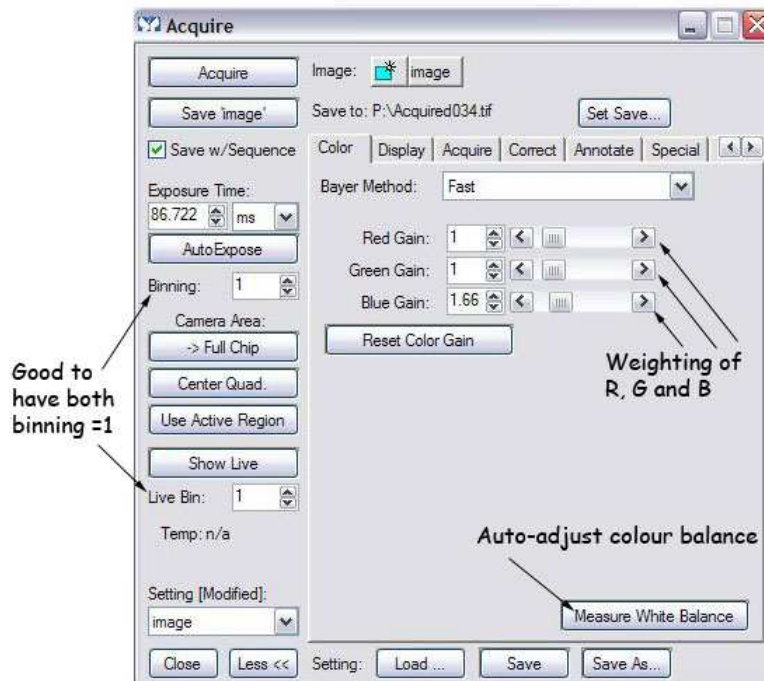 Acquire
Acquire
Image:
image
Save 'image'
Save to: P:\Acquired034.tif
Set Save...
Save w/Sequence
Color
Display
Acquire
Correct
Annotate
Special
Exposure Time:
86.722
ms
AutoExpose
Binning:
1
Camera Area:
-> Full Chip
Center Quad.
Use Active Region
Show Live
Live Bin:
1
Temp: n/a
Bayer Method:
Fast
Red Gain:
1
Green Gain:
1
Blue Gain:
1.66
Reset Color Gain
Weighting of
R, G and B
Good to
have both
binning =1
Auto-adjust colour balance
Measure White Balance
Setting [Modified]:
image
Close
Less <<
Setting:
Load ...
Save
Save As...